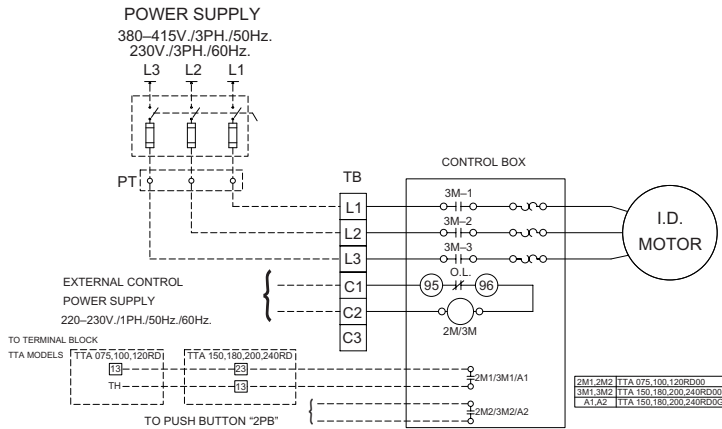 POWER SUPPLY
380–415V./3PH./50Hz.
230V./3PH./60Hz.
L3 L2 L1
PT
TB
CONTROL BOX
L1
L2
L3
C1
C2
C3
3M–1
3M–2
3M–3
O.L.
95 96
2M/3M
I.D.
MOTOR
EXTERNAL CONTROL
POWER SUPPLY
220–230V./1PH./50Hz./60Hz.
TO TERMINAL BLOCK
TTA MODELS
TTA 075,100,120RD
TTA 150,180,200,240RD
13 23
TH 13
2M1/3M1/A1
TO PUSH BUTTON “2PB”
2M2/3M2/A2
2M1,2M2 TTA 075,100,120RD00
3M1,3M2 TTA 150,180,200,240RD00
A1,A2 TTA 150,180,200,240RD0G